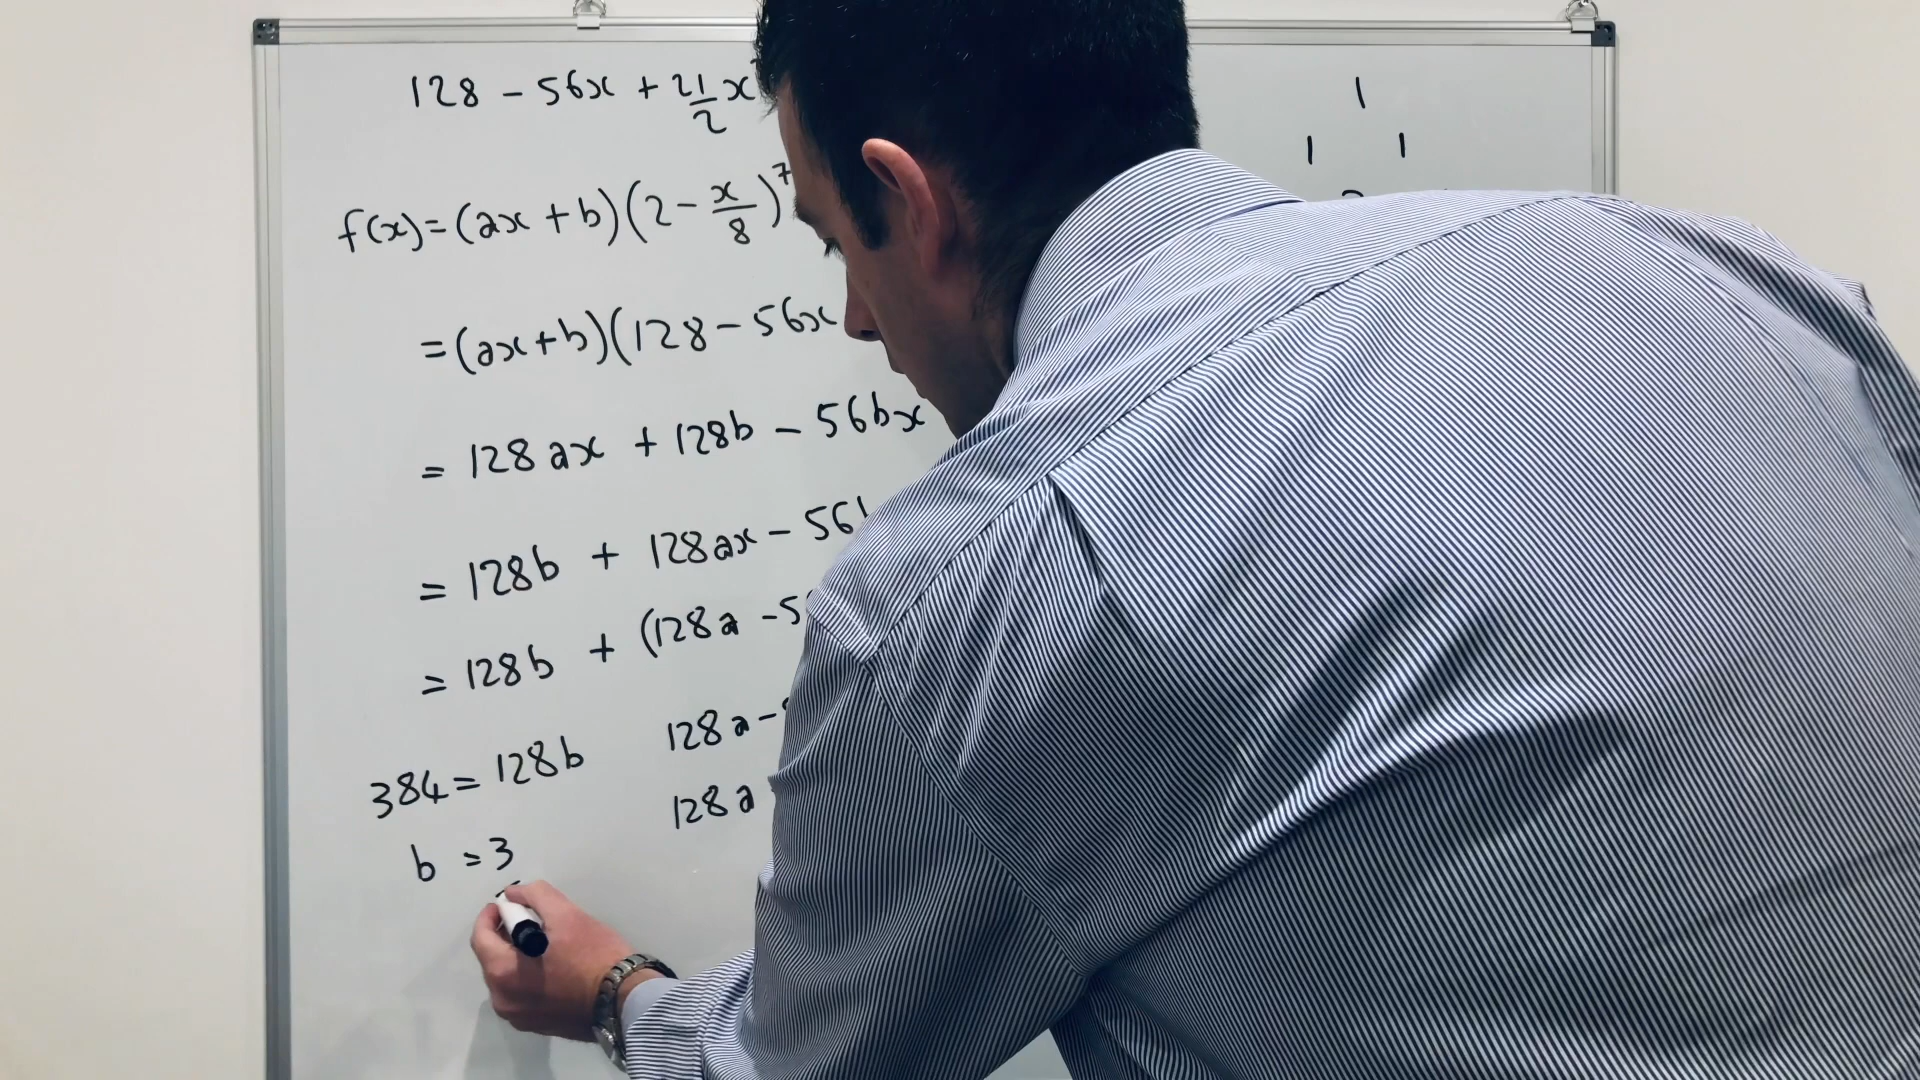 128 - 56x + 21/2 x
f(x) = (ax + b)(2 - x/8)^7
= (ax+b)(128 - 56x
= 128ax + 128b - 56bx
= 128b + 128ax - 56
= 128b + (128a - 5
384 = 128b
128a -
128a
b = 3
1
1 1